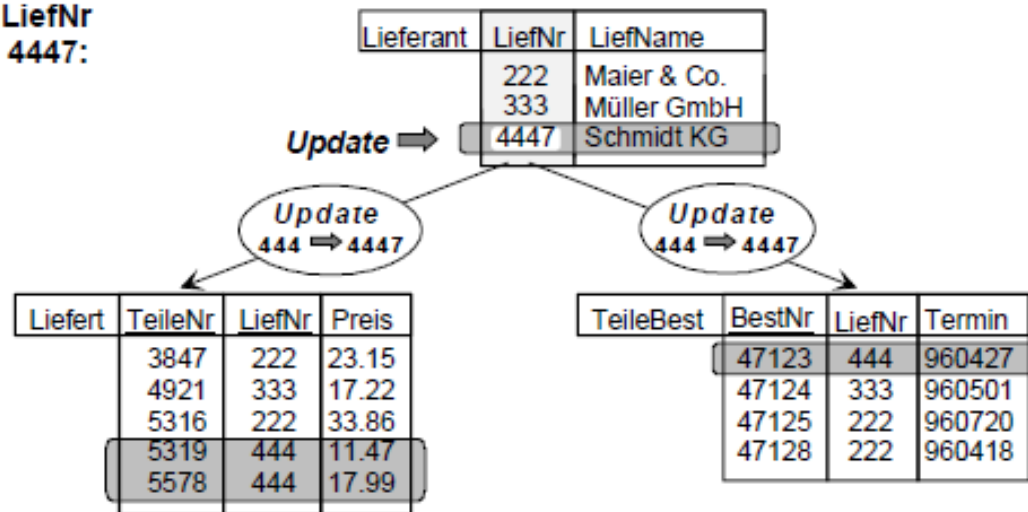 LiefNr
4447:
Lieferant LiefNr LiefName
222 Maier & Co.
333 Müller GmbH
Update 4447 Schmidt KG
Update
444 4447
Update
444 4447
Liefert TeileNr LiefNr Preis
3847 222 23.15
4921 333 17.22
5316 222 33.86
5319 444 11.47
5578 444 17.99
TeileBest BestNr LiefNr Termin
47123 444 960427
47124 333 960501
47125 222 960720
47128 222 960418